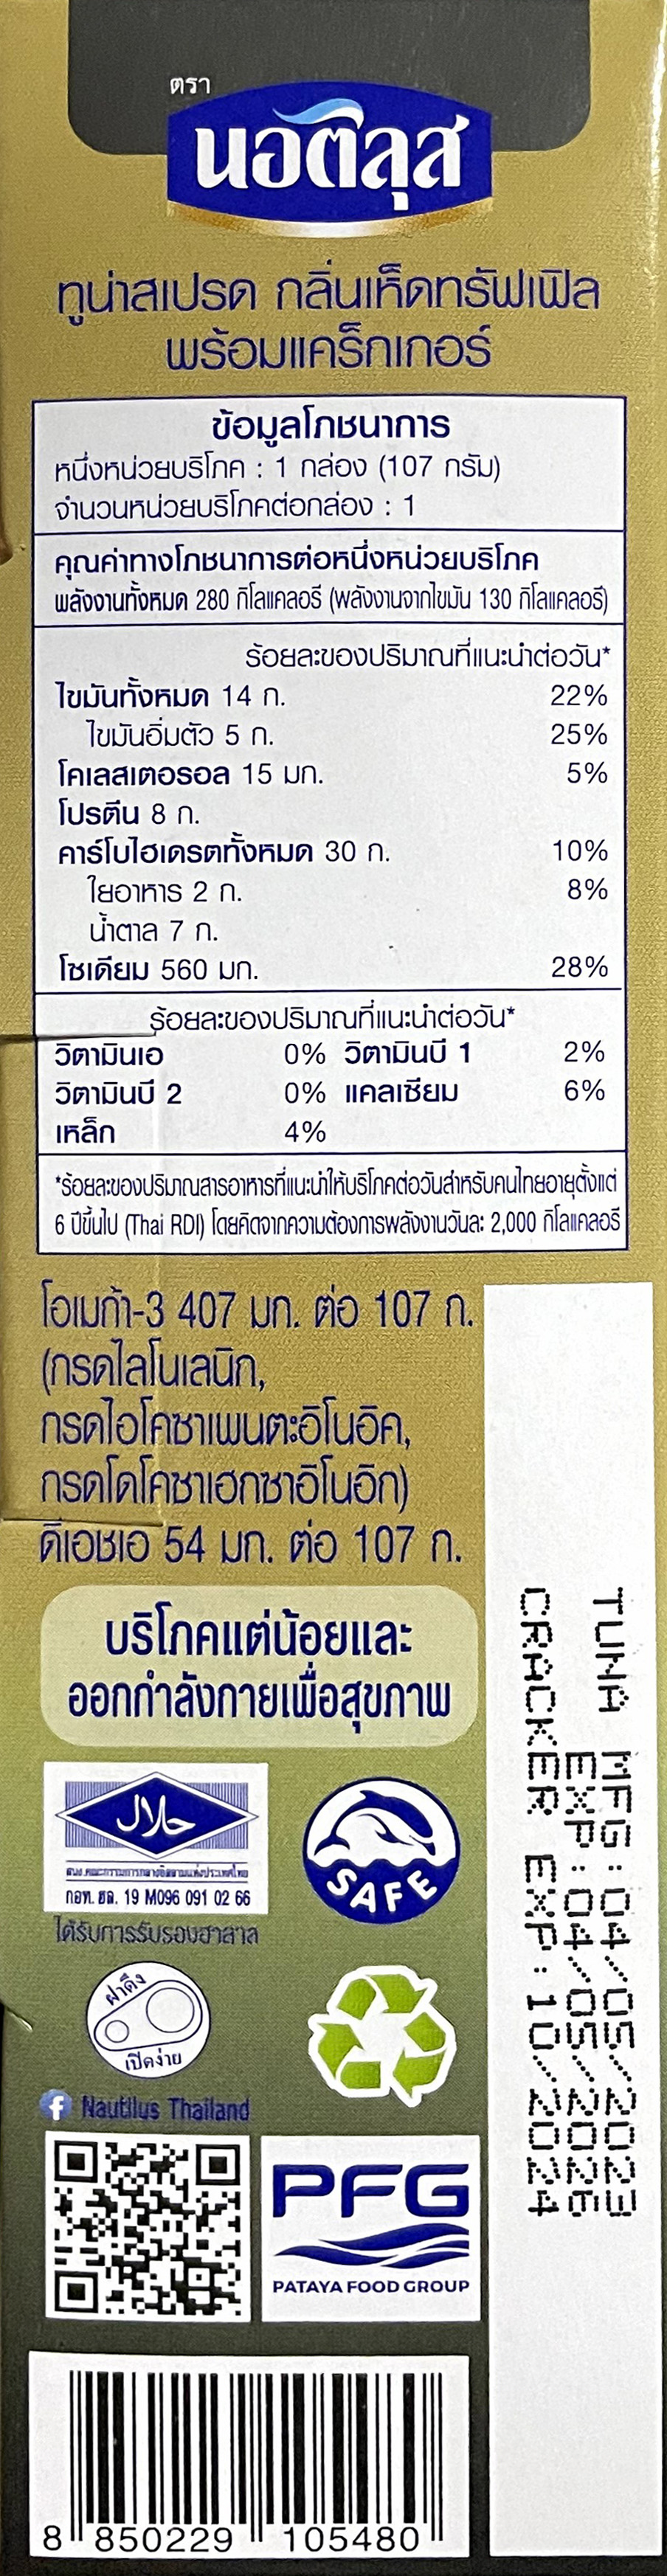 ตรา
นอติลุส
ทูน่าสเปรด กลิ่นเห็ดทรัฟเฟิล
พร้อมแคร็กเกอร์
ข้อมูลโภชนาการ
หนึ่งหน่วยบริโภค : 1 กล่อง (107 กรัม)
จำนวนหน่วยบริโภคต่อกล่อง : 1
คุณค่าทางโภชนาการต่อหนึ่งหน่วยบริโภค
พลังงานทั้งหมด 280 กิโลแคลอรี (พลังงานจากไขมัน 130 กิโลแคลอรี)
ร้อยละของปริมาณที่แนะนำต่อวัน*
ไขมันทั้งหมด 14 ก. 22%
ไขมันอิ่มตัว 5 ก. 25%
โคเลสเตอรอล 15 มก. 5%
โปรตีน 8 ก.
คาร์โบไฮเดรตทั้งหมด 30 ก. 10%
ใยอาหาร 2 ก. 8%
น้ำตาล 7 ก.
โซเดียม 560 มก. 28%
ร้อยละของปริมาณที่แนะนำต่อวัน*
วิตามินเอ 0% วิตามินบี 1 2%
วิตามินบี 2 0% แคลเซียม 6%
เหล็ก 4%
*ร้อยละของปริมาณสารอาหารที่แนะนำให้บริโภคต่อวันสำหรับคนไทยอายุตั้งแต่
6 ปีขึ้นไป (Thai RDI) โดยคิดจากความต้องการพลังงานวันละ 2,000 กิโลแคลอรี
โอเมก้า-3 407 มก. ต่อ 107 ก.
(กรดไลโนเลนิก,
กรดไอโคซาเพนตะอิโนอิค,
กรดโดโคซาเฮกซาอิโนอิก)
ดีเอชเอ 54 มก. ต่อ 107 ก.
บริโภคแต่น้อยและ
ออกกำลังกายเพื่อสุขภาพ
TUNA MFG:04/05/2023
EXP:04/05/2026
CRACKER EXP:10/2024
حلال
สนง.คณะกรรมการกลางอิสลามแห่งประเทศไทย
กอท. ฮล. 19 M096 091 02 66
ได้รับการรับรองฮาลาล
SAFE
ฝาดึง
เปิดง่าย
Nautilus Thailand
PFG
PATAYA FOOD GROUP
8 850229 105480